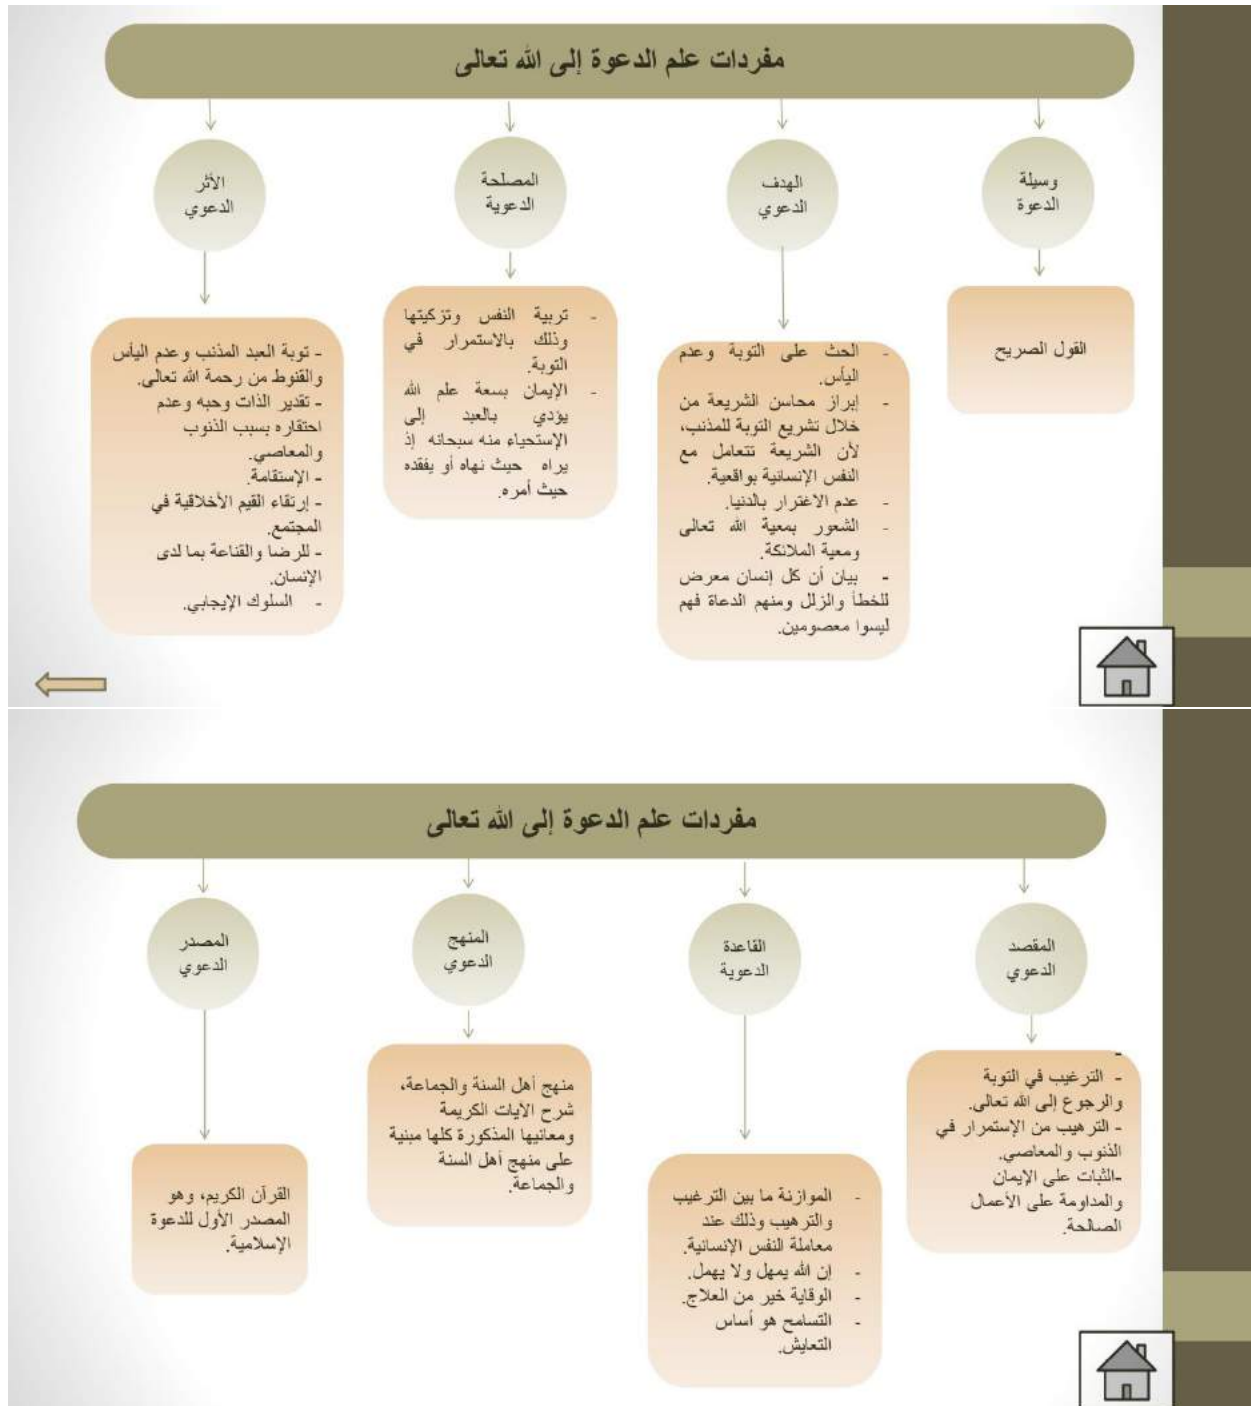 مفردات علم الدعوة إلى الله تعالى
وسيلة
الدعوة
القول الصريح
الهدف
الدعوي
- الحث على التوبة وعدم
اليأس.
- إبراز محاسن الشريعة من
خلال تشريع التوبة للمذنب،
لأن الشريعة تتعامل مع
النفس الإنسانية بواقعية.
- عدم الاغترار بالدنيا.
- الشعور بمعية الله تعالى
ومعية الملائكة.
- بيان أن كل إنسان معرض
للخطأ والزلل ومنهم الدعاة فهم
ليسوا معصومين.
المصلحة
الدعوية
- تربية النفس وتزكيتها
وذلك بالاستمرار في
التوبة.
- الإيمان بسعة علم الله
يؤدي بالعبد إلى
الإستحياء منه سبحانه إذ
يراه حيث نهاه أو يفقده
حيث أمره.
الأثر
الدعوي
- توبة العبد المذنب وعدم اليأس
والقنوط من رحمة الله تعالى.
- تقدير الذات وحبه وعدم
احتقاره بسبب الذنوب
والمعاصي.
- الإستقامة.
- إرتقاء القيم الأخلاقية في
المجتمع.
- للرضا والقناعة بما لدى
الإنسان.
- السلوك الإيجابي.
مفردات علم الدعوة إلى الله تعالى
المقصد
الدعوي
-
- الترغيب في التوبة
والرجوع إلى الله تعالى.
- الترهيب من الإستمرار في
الذنوب والمعاصي.
-الثبات على الإيمان
والمداومة على الأعمال
الصالحة.
القاعدة
الدعوية
- الموازنة ما بين الترغيب
والترهيب وذلك عند
معاملة النفس الإنسانية.
- إن الله يمهل ولا يهمل.
- الوقاية خير من العلاج.
- التسامح هو أساس
التعايش.
المنهج
الدعوي
منهج أهل السنة والجماعة،
شرح الآيات الكريمة
ومعانيها المذكورة كلها مبنية
على منهج أهل السنة
والجماعة.
المصدر
الدعوي
القرآن الكريم، وهو
المصدر الأول للدعوة
الإسلامية.